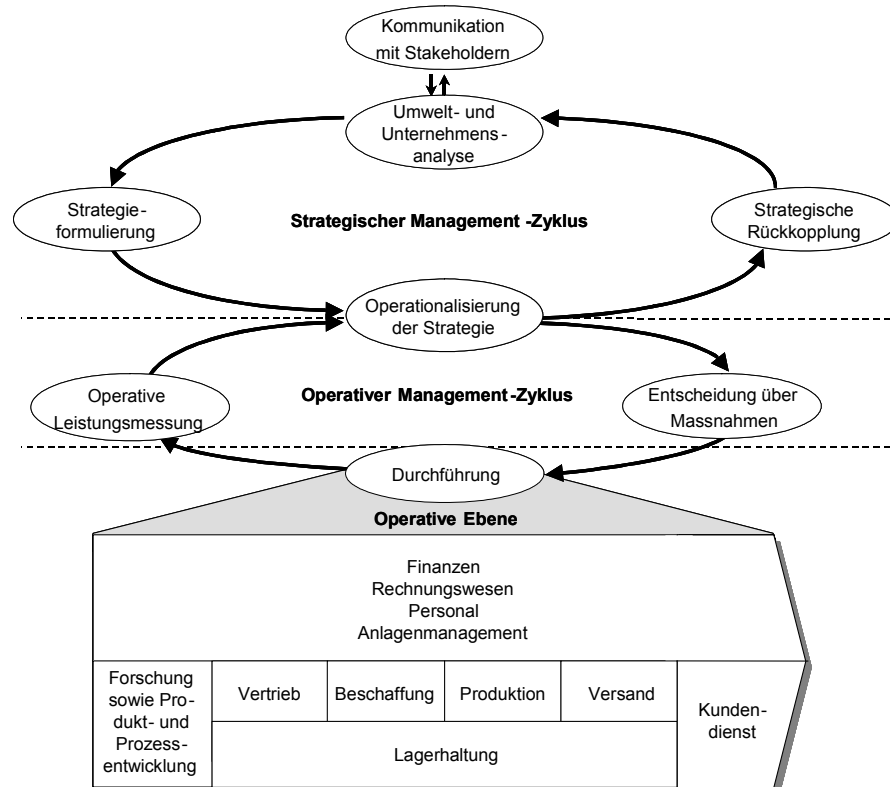 Kommunikation
mit Stakeholdern
Umwelt- und
Unternehmens-
analyse
Strategie-
formulierung
Strategischer Management -Zyklus
Strategische
Rückkopplung
Operationalisierung
der Strategie
Operative
Leistungsmessung
Operativer Management -Zyklus
Entscheidung über
Massnahmen
Durchführung
Operative Ebene
Finanzen
Rechnungswesen
Personal
Anlagenmanagement
Forschung
sowie Pro-
dukt- und
Prozess-
entwicklung
Vertrieb
Beschaffung
Produktion
Versand
Lagerhaltung
Kunden-
dienst